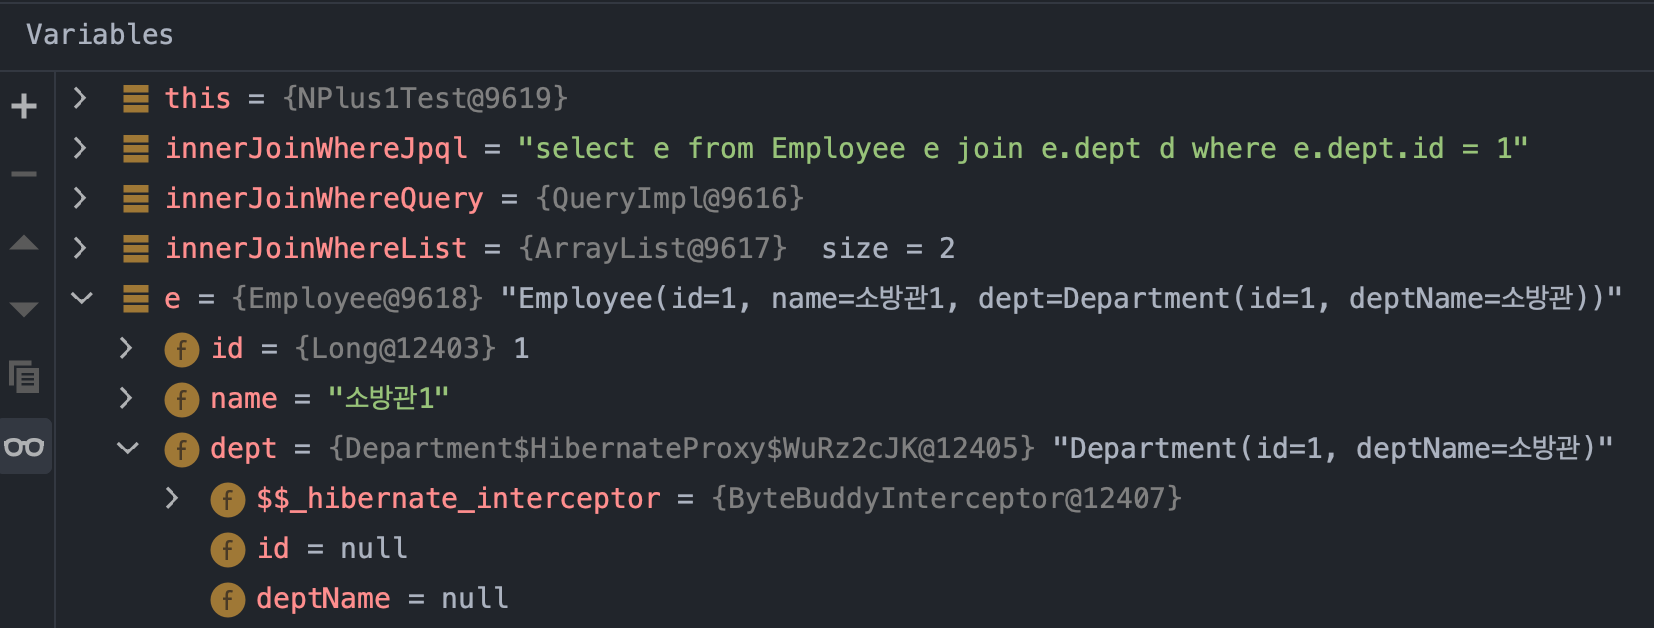 Variables
this = {NPlus1Test@9619}
innerJoinWhereJpql = "select e from Employee e join e.dept d where e.dept.id = 1"
innerJoinWhereQuery = {QueryImpl@9616}
innerJoinWhereList = {ArrayList@9617} size = 2
e = {Employee@9618} "Employee(id=1, name=소방관1, dept=Department(id=1, deptName=소방관))"
f id = {Long@12403} 1
f name = "소방관1"
f dept = {Department$HibernateProxy$WuRz2cJK@12405} "Department(id=1, deptName=소방관)"
f $$_hibernate_interceptor = {ByteBuddyInterceptor@12407}
f id = null
f deptName = null